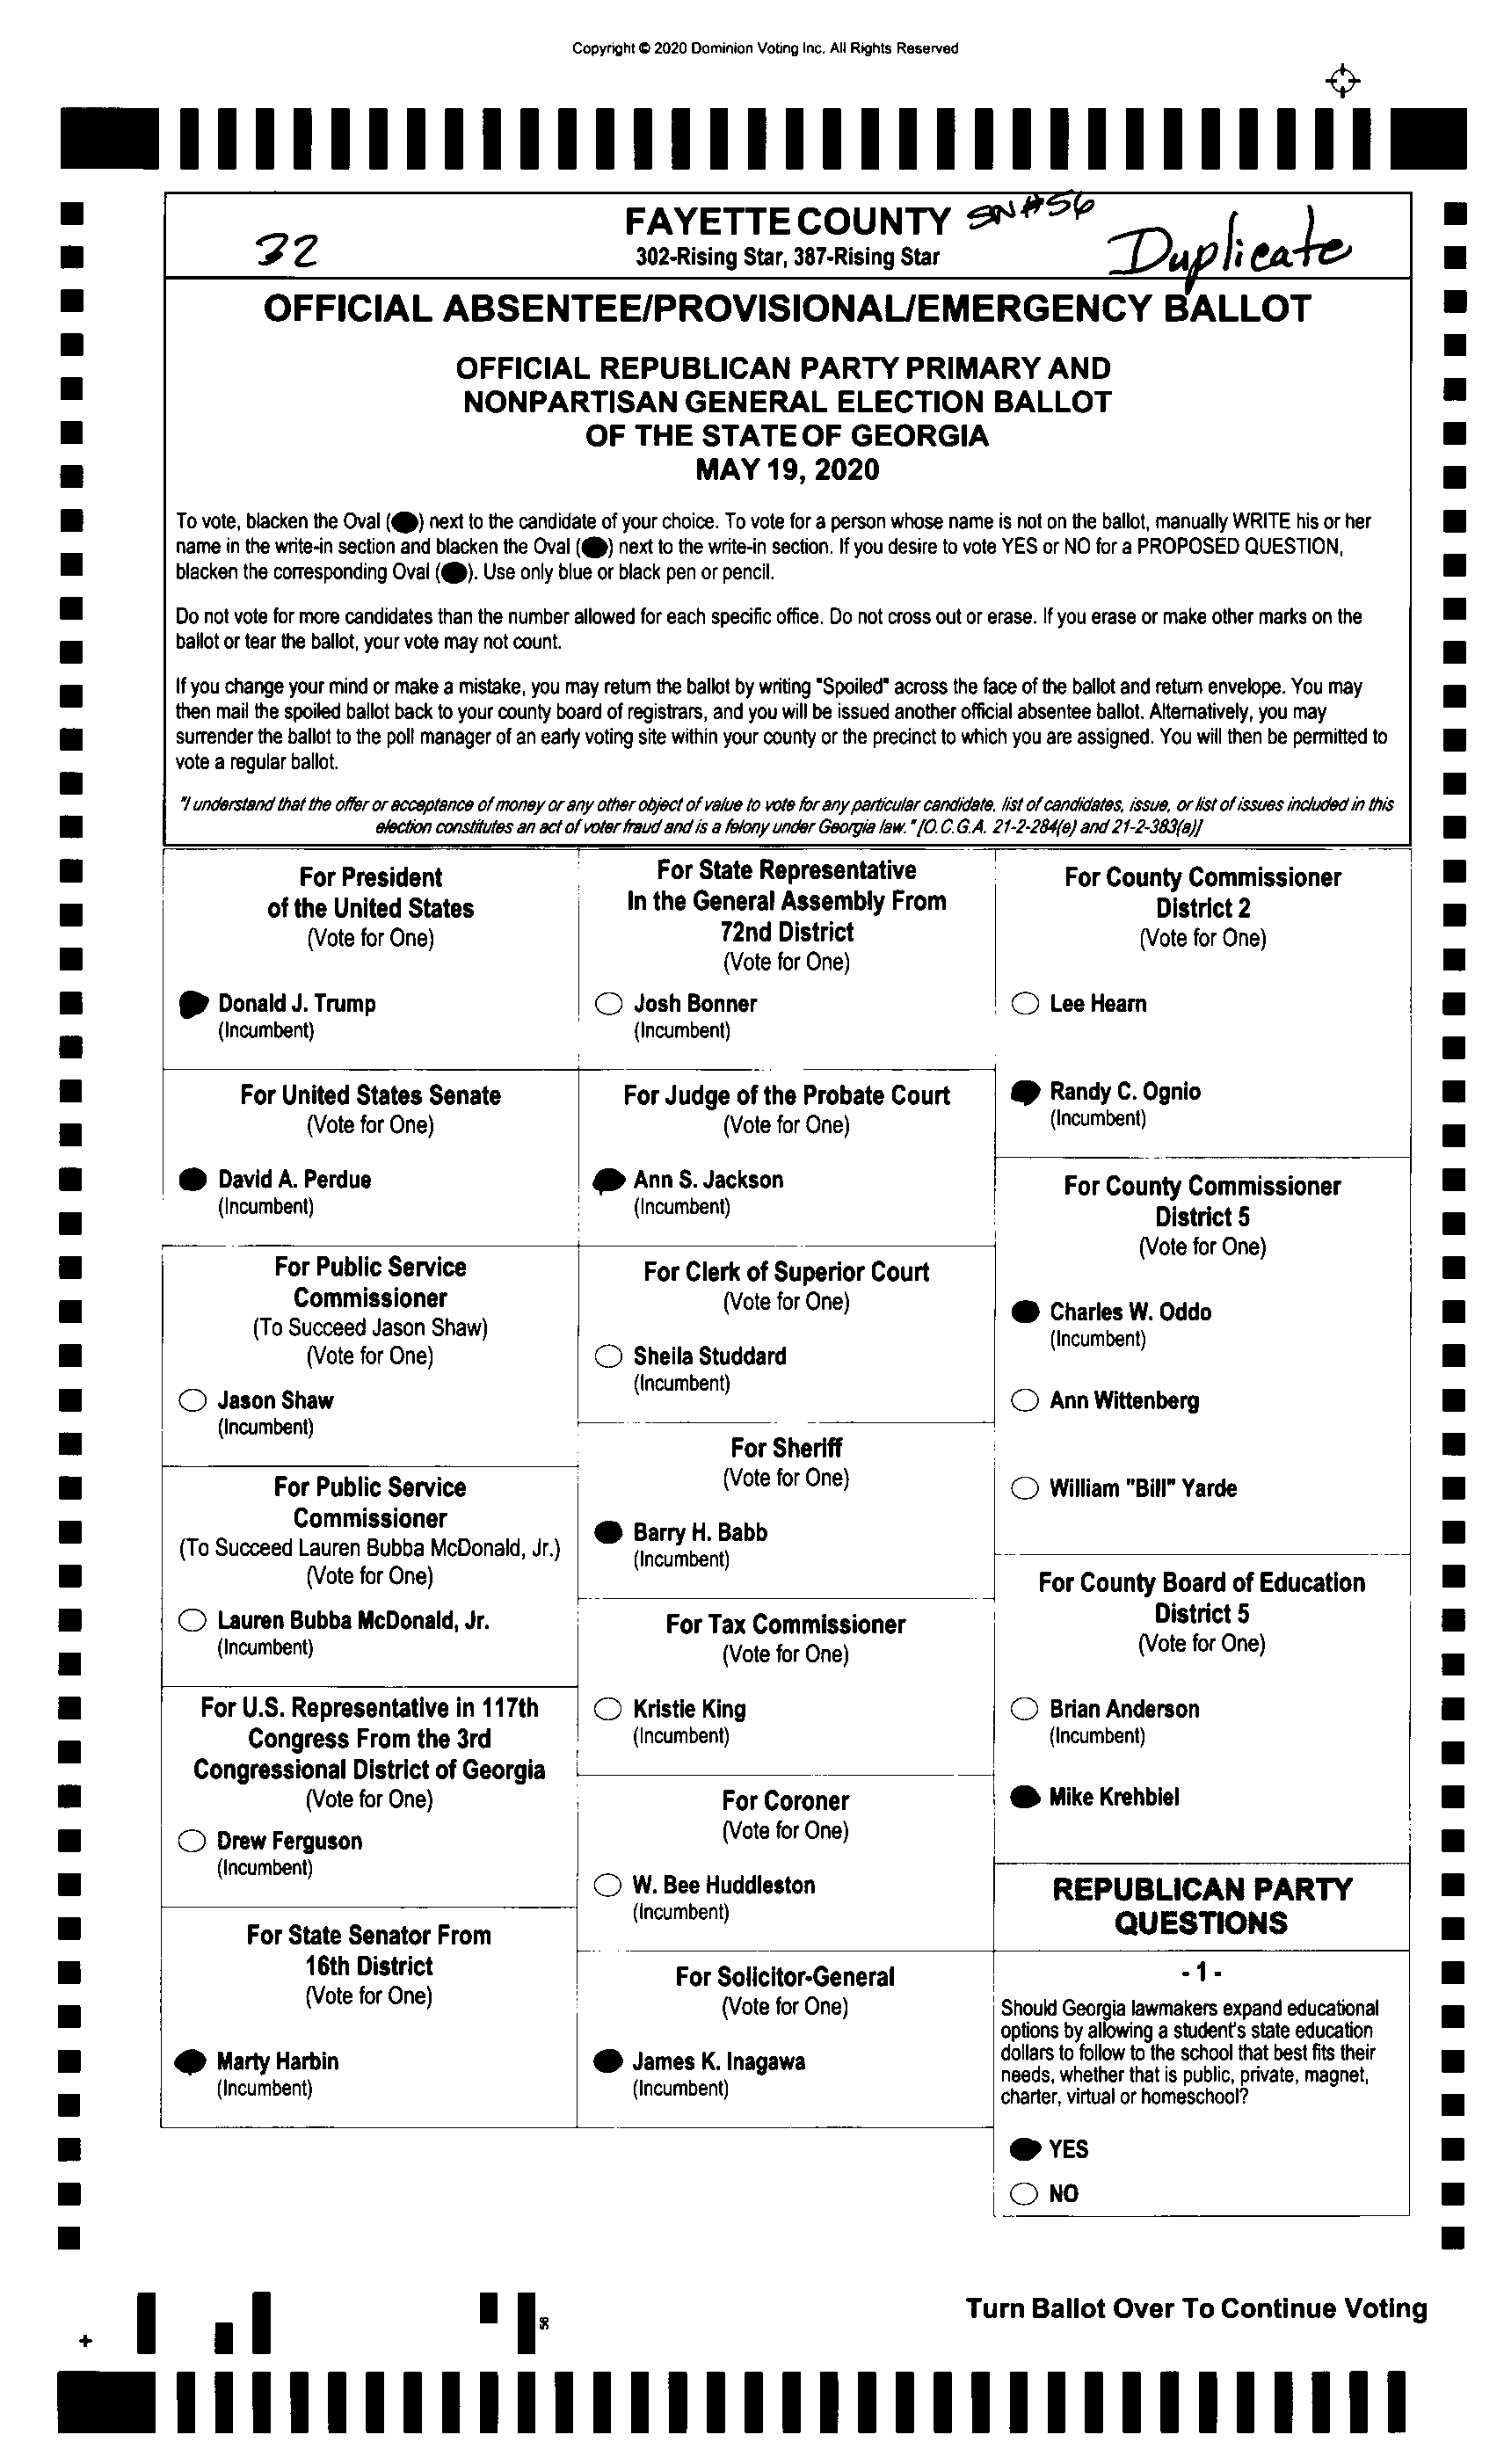 Copyright © 2020 Dominion Voting Inc. All Rights Reserved
FAYETTE COUNTY SN#56
32
302-Rising Star, 387-Rising Star
Duplicate
OFFICIAL ABSENTEE/PROVISIONAL/EMERGENCY BALLOT
OFFICIAL REPUBLICAN PARTY PRIMARY AND
NONPARTISAN GENERAL ELECTION BALLOT
OF THE STATE OF GEORGIA
MAY 19, 2020
To vote, blacken the Oval ( ) next to the candidate of your choice. To vote for a person whose name is not on the ballot, manually WRITE his or her
name in the write-in section and blacken the Oval ( ) next to the write-in section. If you desire to vote YES or NO for a PROPOSED QUESTION,
blacken the corresponding Oval ( ). Use only blue or black pen or pencil.
Do not vote for more candidates than the number allowed for each specific office. Do not cross out or erase. If you erase or make other marks on the
ballot or tear the ballot, your vote may not count.
If you change your mind or make a mistake, you may return the ballot by writing "Spoiled" across the face of the ballot and return envelope. You may
then mail the spoiled ballot back to your county board of registrars, and you will be issued another official absentee ballot. Alternatively, you may
surrender the ballot to the poll manager of an early voting site within your county or the precinct to which you are assigned. You will then be permitted to
vote a regular ballot.
"I understand that the offer or acceptance of money or any other object of value to vote for any particular candidate, list of candidates, issue, or list of issues included in this
election constitutes an act of voter fraud and is a felony under Georgia law." [O.C.G.A. 21-2-284(e) and 21-2-383(a)]
For President
of the United States
(Vote for One)
Donald J. Trump
(Incumbent)
For United States Senate
(Vote for One)
David A. Perdue
(Incumbent)
For Public Service
Commissioner
(To Succeed Jason Shaw)
(Vote for One)
Jason Shaw
(Incumbent)
For Public Service
Commissioner
(To Succeed Lauren Bubba McDonald, Jr.)
(Vote for One)
Lauren Bubba McDonald, Jr.
(Incumbent)
For U.S. Representative in 117th
Congress From the 3rd
Congressional District of Georgia
(Vote for One)
Drew Ferguson
(Incumbent)
For State Senator From
16th District
(Vote for One)
Marty Harbin
(Incumbent)
For State Representative
In the General Assembly From
72nd District
(Vote for One)
Josh Bonner
(Incumbent)
For Judge of the Probate Court
(Vote for One)
Ann S. Jackson
(Incumbent)
For Clerk of Superior Court
(Vote for One)
Sheila Studdard
(Incumbent)
For Sheriff
(Vote for One)
Barry H. Babb
(Incumbent)
For Tax Commissioner
(Vote for One)
Kristie King
(Incumbent)
For Coroner
(Vote for One)
W. Bee Huddleston
(Incumbent)
For Solicitor-General
(Vote for One)
James K. Inagawa
(Incumbent)
For County Commissioner
District 2
(Vote for One)
Lee Hearn
Randy C. Ognio
(Incumbent)
For County Commissioner
District 5
(Vote for One)
Charles W. Oddo
(Incumbent)
Ann Wittenberg
William "Bill" Yarde
For County Board of Education
District 5
(Vote for One)
Brian Anderson
(Incumbent)
Mike Krehbiel
REPUBLICAN PARTY
QUESTIONS
- 1 -
Should Georgia lawmakers expand educational
options by allowing a student's state education
dollars to follow to the school that best fits their
needs, whether that is public, private, magnet,
charter, virtual or homeschool?
YES
NO
Turn Ballot Over To Continue Voting
56